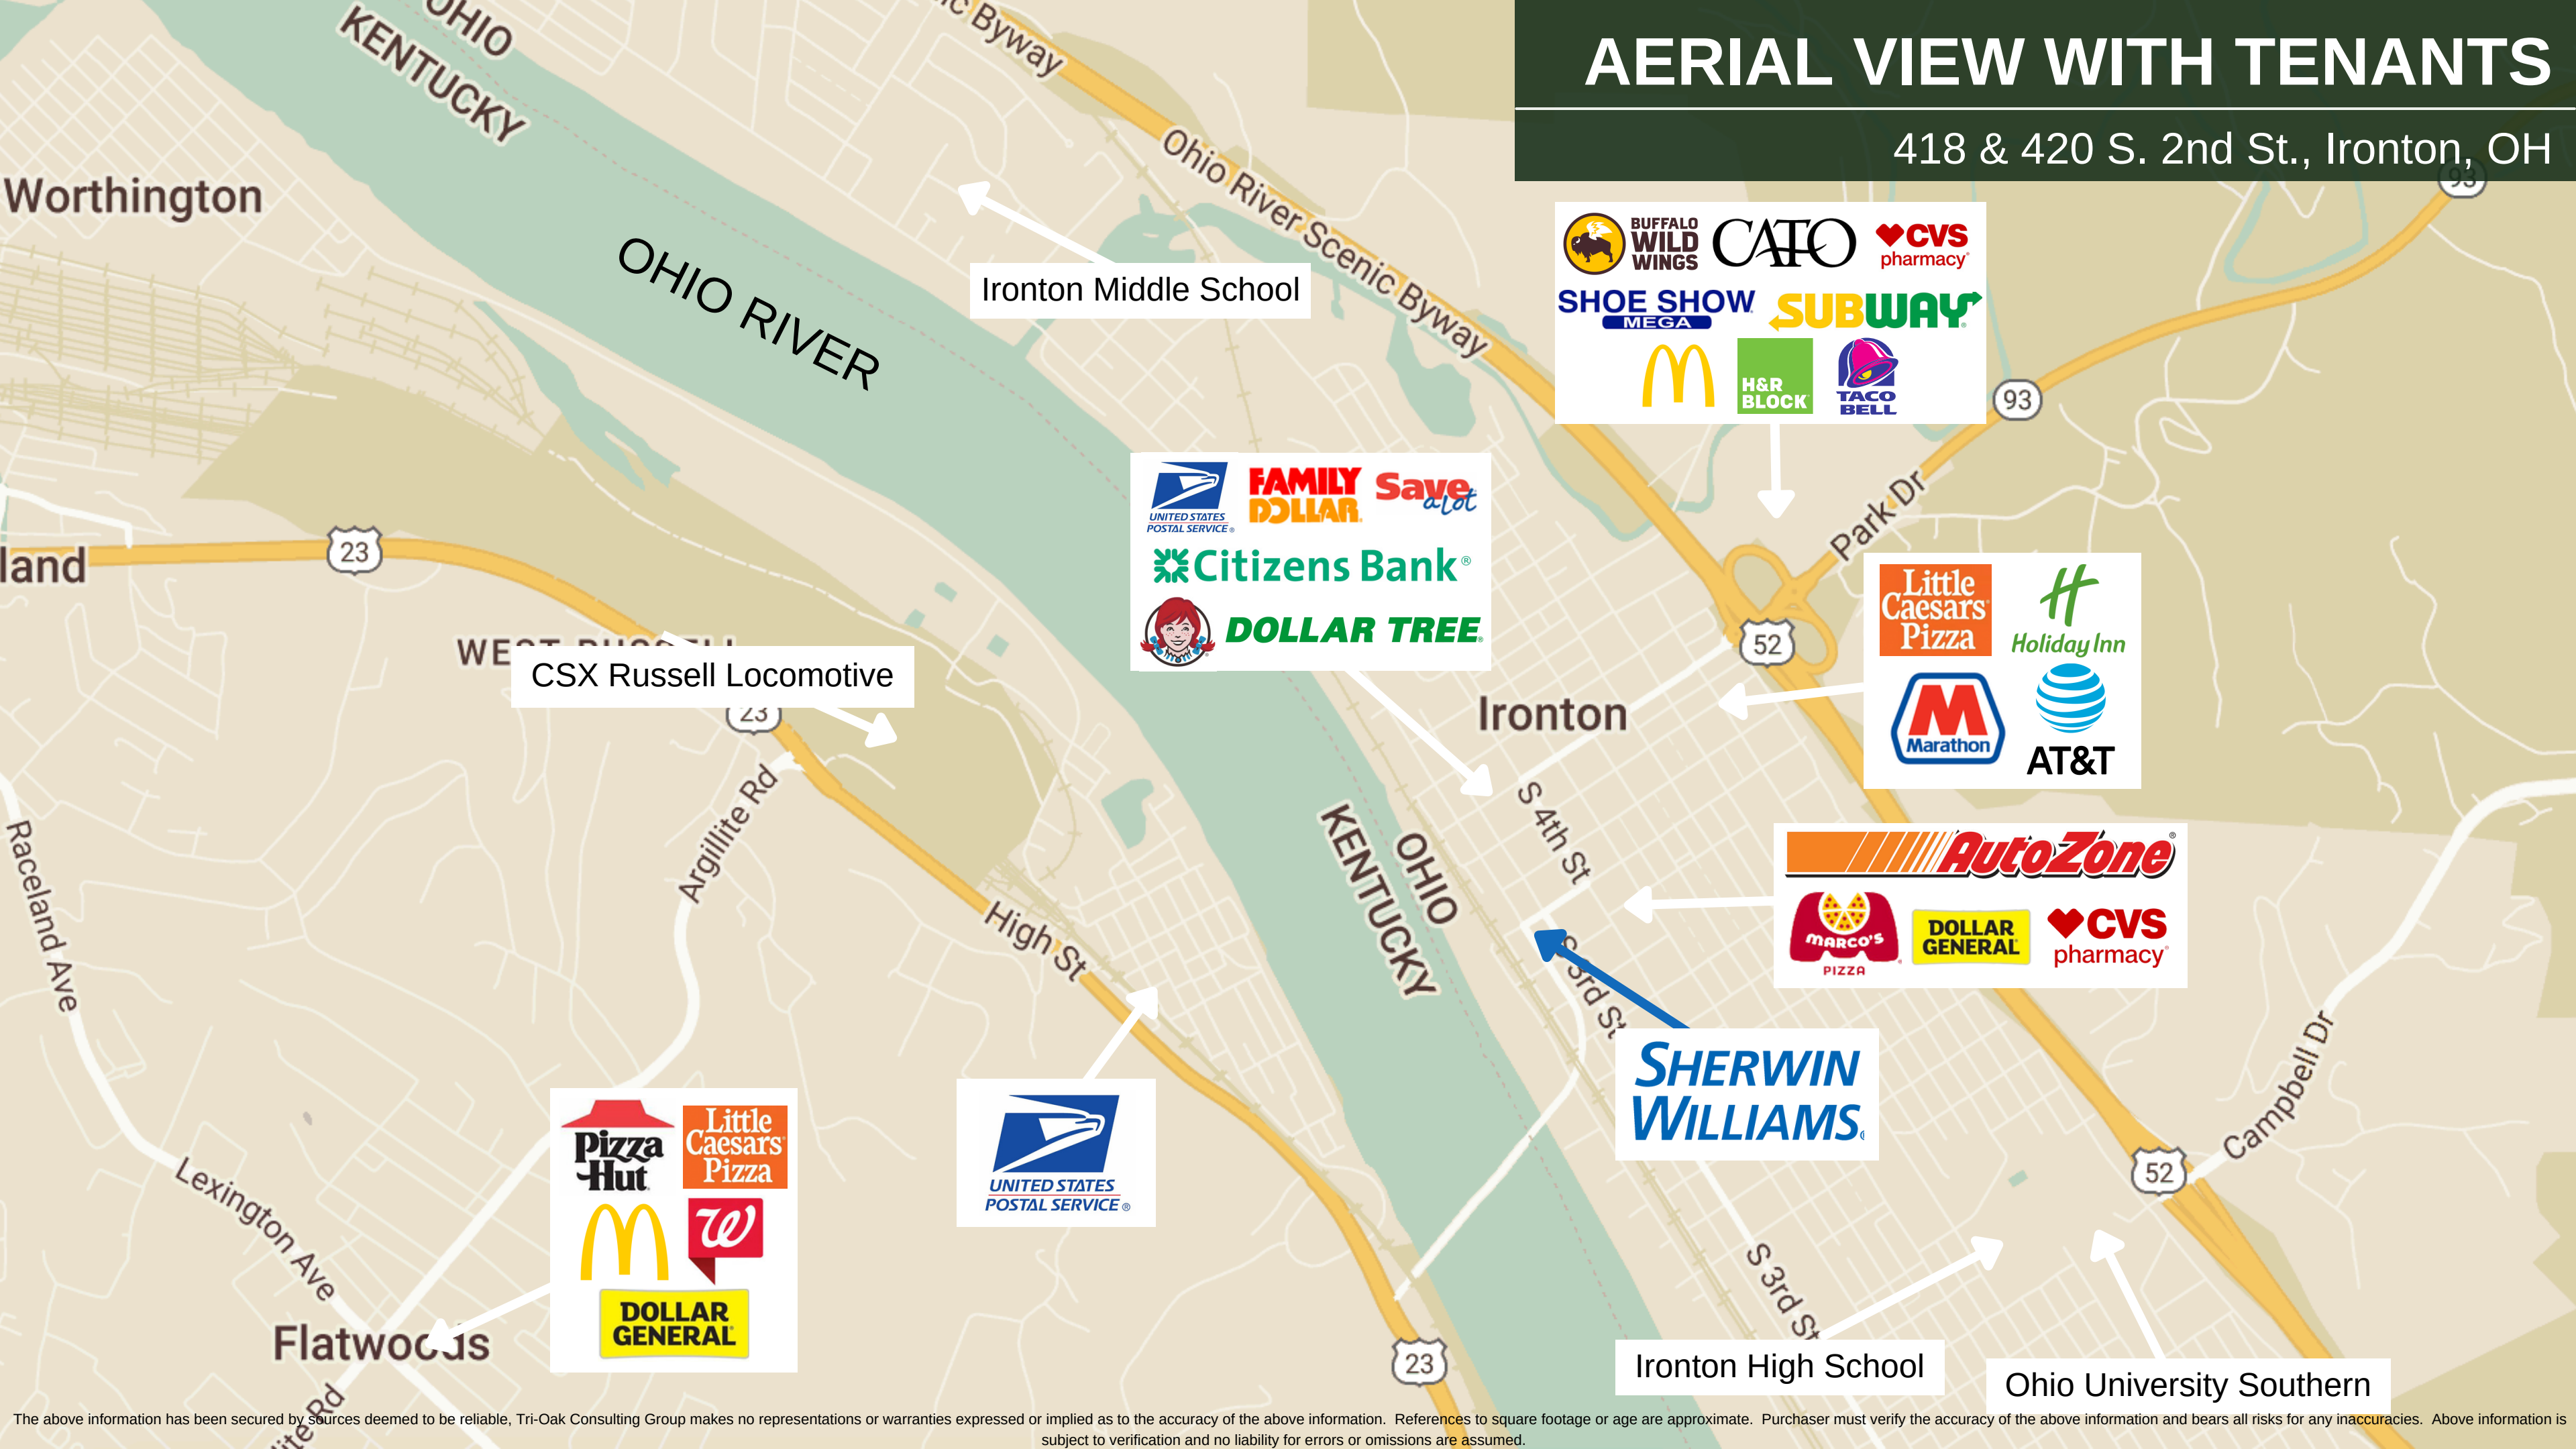 AERIAL VIEW WITH TENANTS
418 & 420 S. 2nd St., Ironton, OH
OHIO
KENTUCKY
Byway
Worthington
OHIO RIVER
Ironton Middle School
Ohio River Scenic Byway
93
BUFFALO
WILD
WINGS
CATO
CVS
pharmacy
SHOE SHOW
MEGA
SUBWAY
H&R
BLOCK
TACO
BELL
93
Park Dr
UNITED STATES
POSTAL SERVICE®
FAMILY
DOLLAR
Save
a lot
Citizens Bank®
DOLLAR TREE
land
23
CSX Russell Locomotive
23
52
Little
Caesars
Pizza
Holiday Inn
Marathon
AT&T
Ironton
S 4th St
Argillite Rd
Raceland Ave
OHIO
KENTUCKY
AutoZone®
MARCO'S
PIZZA
DOLLAR
GENERAL
CVS
pharmacy
High St
S 3rd St
SHERWIN
WILLIAMS
Campbell Dr
52
UNITED STATES
POSTAL SERVICE®
Pizza
Hut
Little
Caesars
Pizza
W
DOLLAR
GENERAL
Lexington Ave
Flatwoods
S 3rd St
23
Ironton High School
Ohio University Southern
The above information has been secured by sources deemed to be reliable, Tri-Oak Consulting Group makes no representations or warranties expressed or implied as to the accuracy of the above information. References to square footage or age are approximate. Purchaser must verify the accuracy of the above information and bears all risks for any inaccuracies. Above information is
subject to verification and no liability for errors or omissions are assumed.